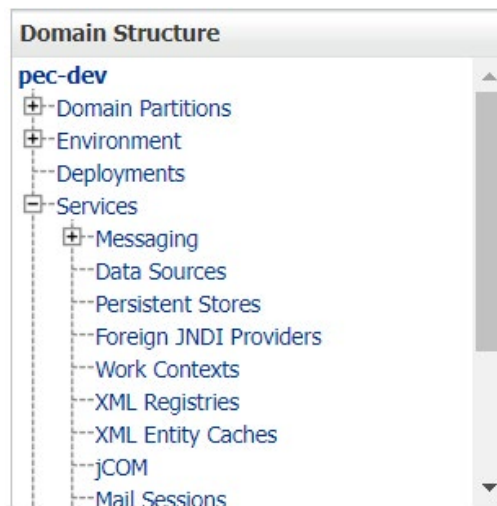 Domain Structure
pec-dev
Domain Partitions
Environment
Deployments
Services
Messaging
Data Sources
Persistent Stores
Foreign JNDI Providers
Work Contexts
XML Registries
XML Entity Caches
jCOM
Mail Sessions